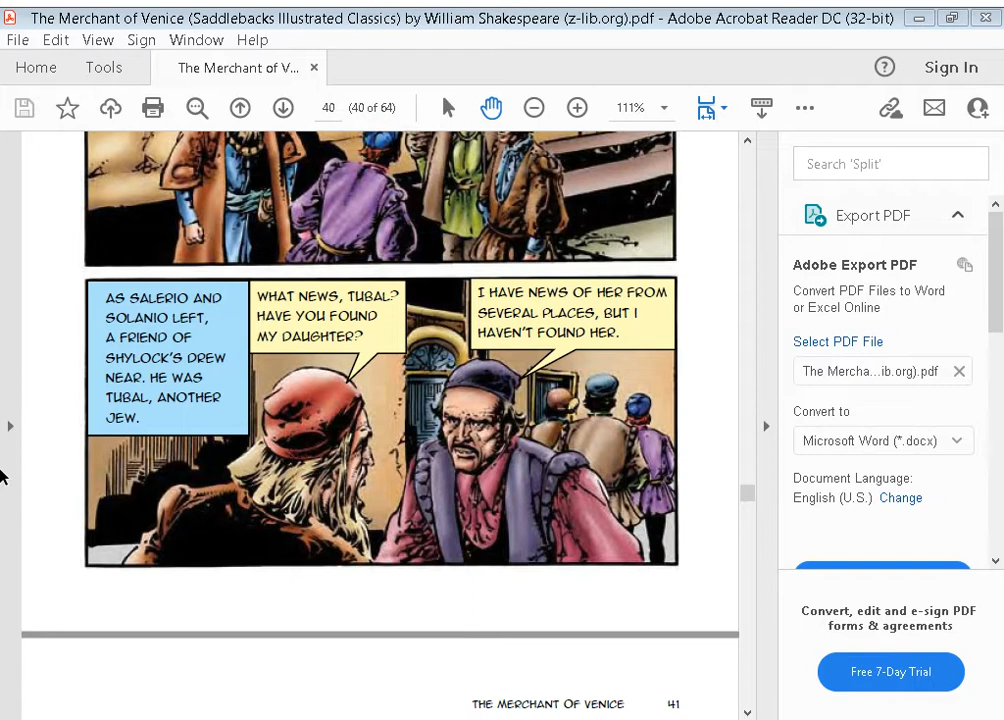 The Merchant of Venice (Saddlebacks Illustrated Classics) by William Shakespeare (z-lib.org).pdf - Adobe Acrobat Reader DC (32-bit)
File Edit View Sign Window Help
Home Tools The Merchant of V... × Sign In
40 (40 of 64) 111%
AS SALERIO AND
SOLANIO LEFT,
A FRIEND OF
SHYLOCK'S DREW
NEAR. HE WAS
TUBAL, ANOTHER
JEW.
WHAT NEWS, TUBAL?
HAVE YOU FOUND
MY DAUGHTER?
I HAVE NEWS OF HER FROM
SEVERAL PLACES, BUT I
HAVEN'T FOUND HER.
THE MERCHANT OF VENICE 41
Search 'Split'
Export PDF
Adobe Export PDF
Convert PDF Files to Word
or Excel Online
Select PDF File
The Mercha...ib.org).pdf
Convert to
Microsoft Word (*.docx)
Document Language:
English (U.S.) Change
Convert, edit and e-sign PDF
forms & agreements
Free 7-Day Trial